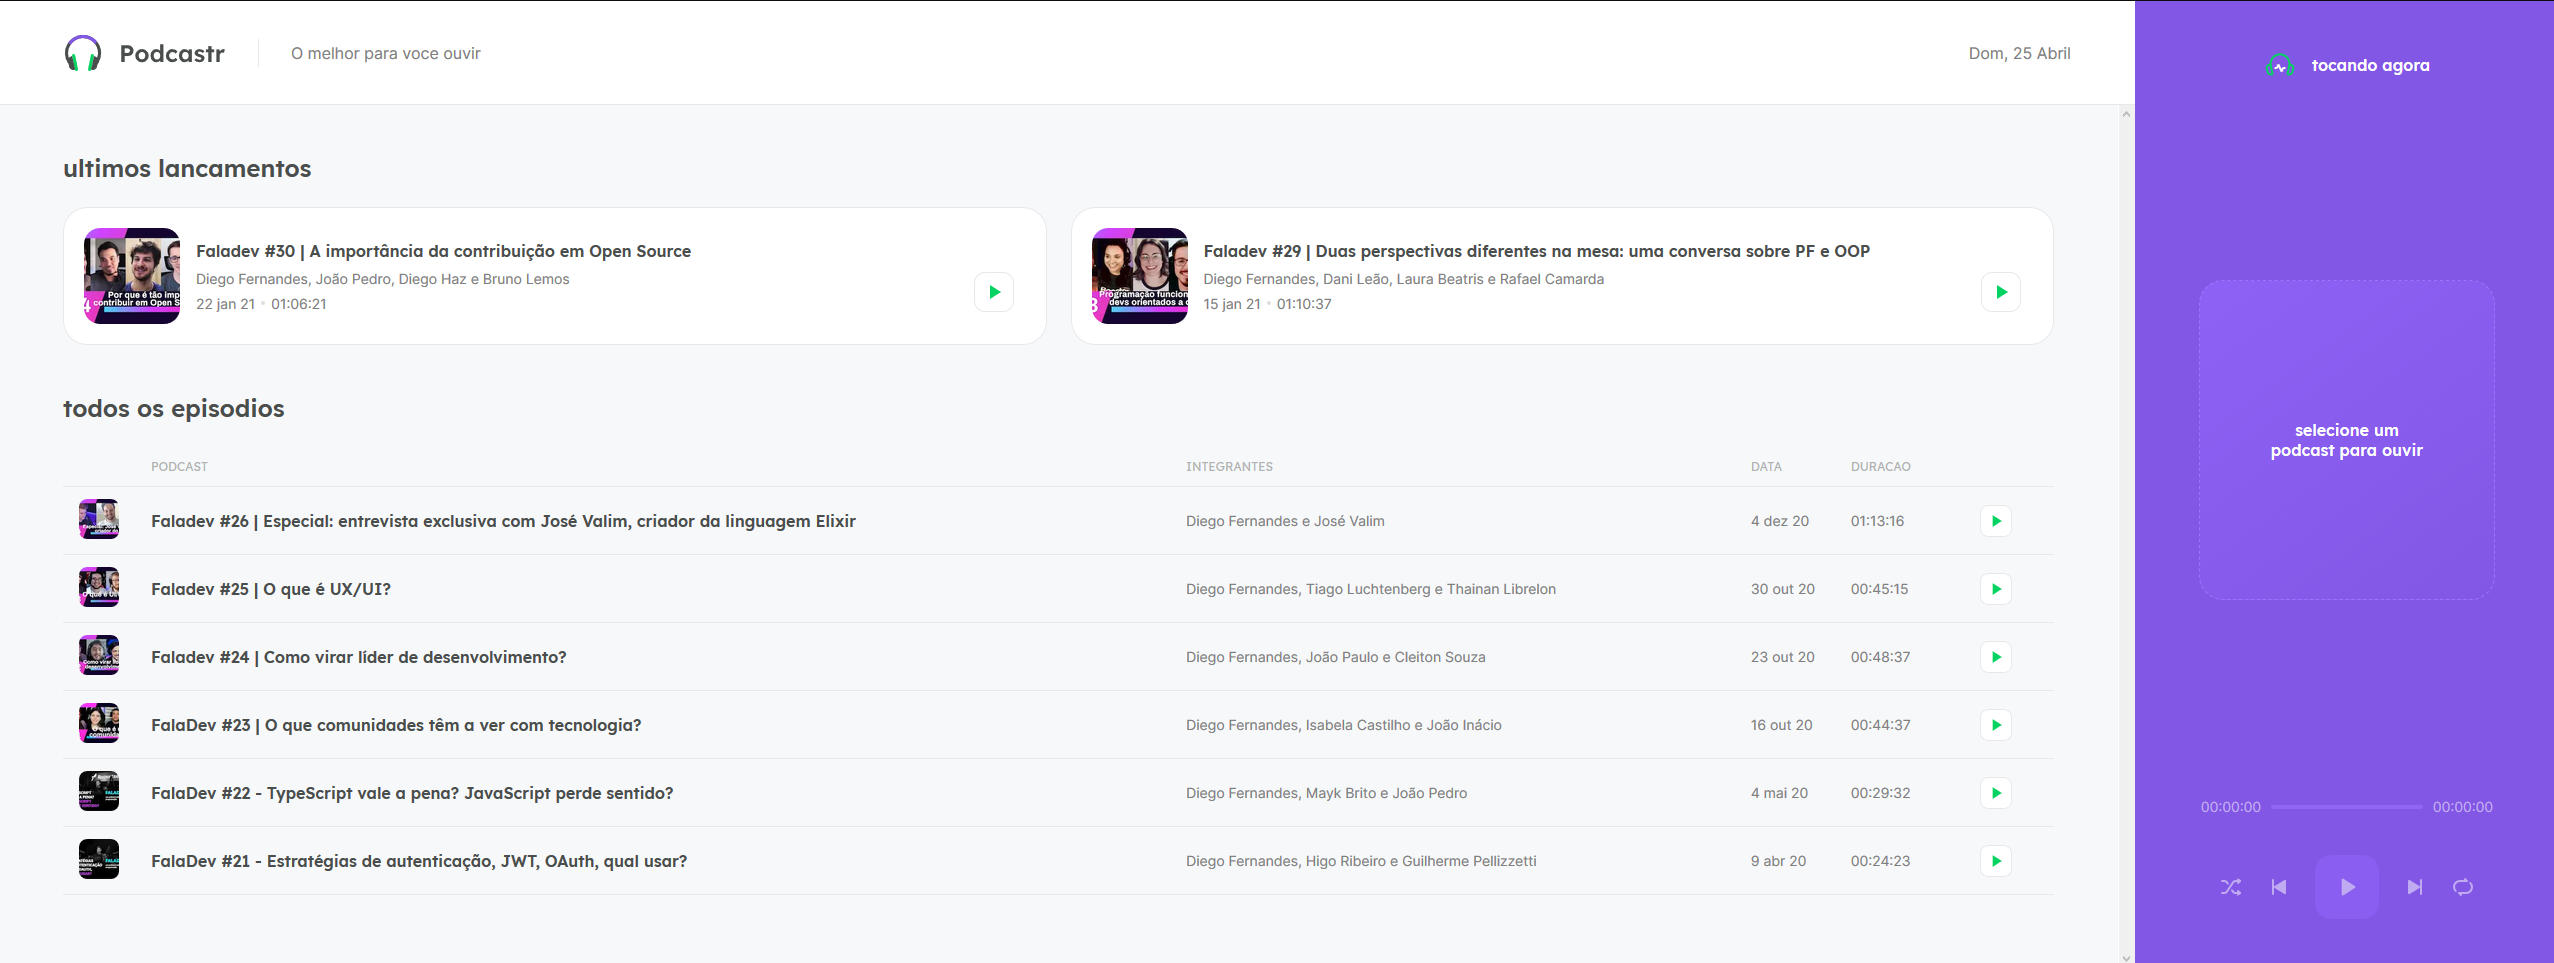 Podcastr
O melhor para voce ouvir
Dom, 25 Abril
tocando agora
ultimos lancamentos
Por que é tão imp
contribuir em Open S
Faladev #30 | A importância da contribuição em Open Source
Diego Fernandes, João Pedro, Diego Haz e Bruno Lemos
22 jan 21 • 01:06:21
Programação funcion
devs orientados a
Faladev #29 | Duas perspectivas diferentes na mesa: uma conversa sobre PF e OOP
Diego Fernandes, Dani Leão, Laura Beatris e Rafael Camarda
15 jan 21 • 01:10:37
todos os episodios
PODCAST INTEGRANTES DATA DURACAO
Faladev #26 | Especial: entrevista exclusiva com José Valim, criador da linguagem Elixir Diego Fernandes e José Valim 4 dez 20 01:13:16
Faladev #25 | O que é UX/UI? Diego Fernandes, Tiago Luchtenberg e Thainan Librelon 30 out 20 00:45:15
Faladev #24 | Como virar líder de desenvolvimento? Diego Fernandes, João Paulo e Cleiton Souza 23 out 20 00:48:37
FalaDev #23 | O que comunidades têm a ver com tecnologia? Diego Fernandes, Isabela Castilho e João Inácio 16 out 20 00:44:37
FalaDev #22 - TypeScript vale a pena? JavaScript perde sentido? Diego Fernandes, Mayk Brito e João Pedro 4 mai 20 00:29:32
FalaDev #21 - Estratégias de autenticação, JWT, OAuth, qual usar? Diego Fernandes, Higo Ribeiro e Guilherme Pellizzetti 9 abr 20 00:24:23
selecione um
podcast para ouvir
00:00:00 00:00:00